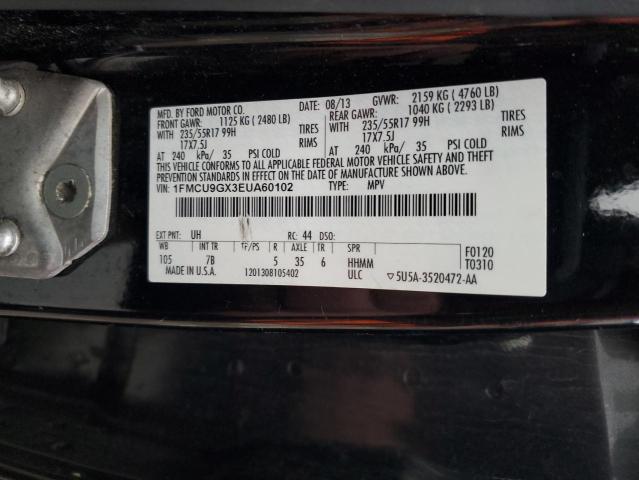 MFD. BY FORD MOTOR CO. 08/13 GVWR: 2159 KG ( 4760 LB)
FRONT GAWR: 1125 KG ( 2480 LB) REAR GAWR: 1040 KG ( 2293 LB)
WITH 235/55R17 99H TIRES WITH 235/55R17 99H TIRES
17X7.5J RIMS 17X7.5J RIMS
AT 240 kPa/ 35 PSI COLD AT 240 kPa/ 35 PSI COLD
THIS VEHICLE CONFORMS TO ALL APPLICABLE FEDERAL MOTOR VEHICLE SAFETY AND THEFT
PREVENTION STANDARDS IN EFFECT ON THE DATE OF MANUFACTURE SHOWN ABOVE.
VIN: 1FMCU9GX3EUA60102 TYPE: MPV
EXT PNT: UH RC: 44 DSO: F0120
WB INT TR TP/PS R AXLE TR SPR T0310
105 7B 5 35 6 HHMM
MADE IN U.S.A. 1201308105402 ULC ▽5U5A-3520472-AA